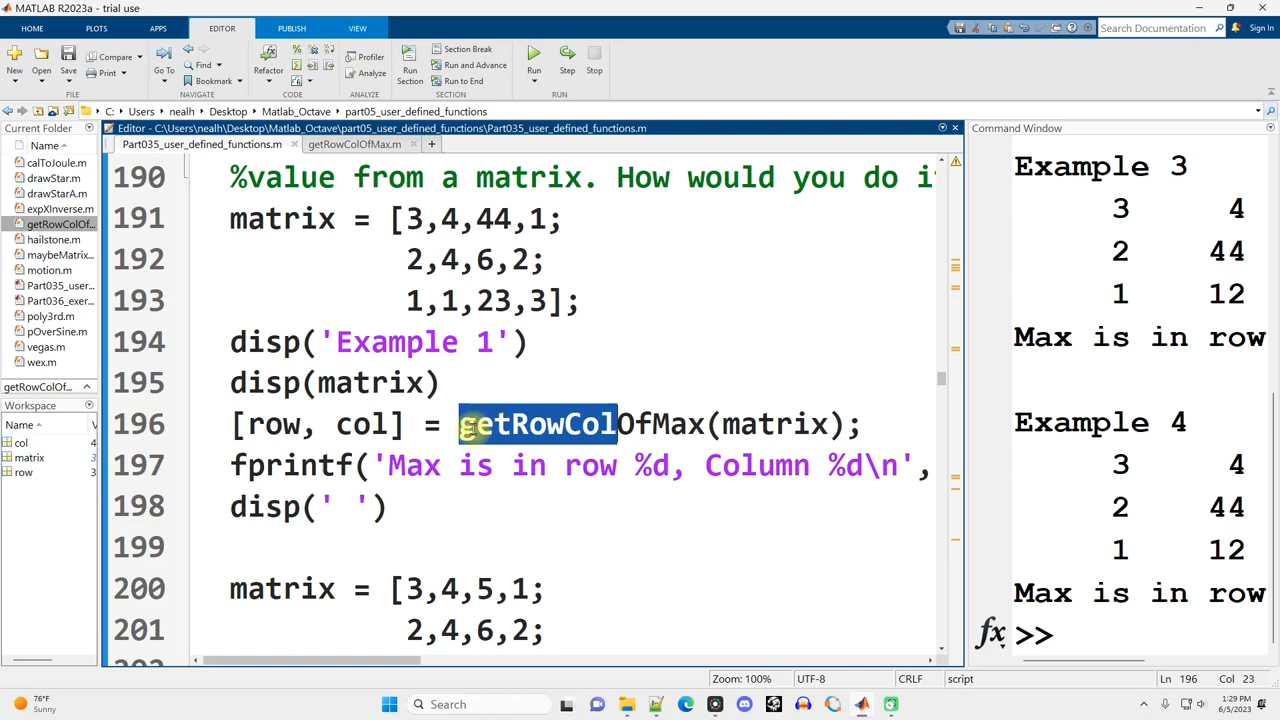 MATLAB R2023a - trial use
HOME PLOTS APPS EDITOR PUBLISH VIEW Search Documentation Sign In
New Open Save Compare Print Go To Find Bookmark Refactor Profiler Analyze Run Section Section Break Run and Advance Run to End Run Step Stop
FILE NAVIGATE CODE ANALYZE SECTION RUN
C: Users nealh Desktop Matlab_Octave part05_user_defined_functions
Current Folder
Name
calToJoule.m
drawStar.m
drawStarA.m
expXInverse.m
getRowColOf...
hailstone.m
maybeMatrix...
motion.m
Part035_user...
Part036_exer...
poly3rd.m
pOverSine.m
vegas.m
wex.m
getRowColOf...
Workspace
Name
col 4
matrix 3
row 4
Editor - C:\Users\nealh\Desktop\Matlab_Octave\part05_user_defined_functions\Part035_user_defined_functions.m
Part035_user_defined_functions.m getRowColOfMax.m
190 %value from a matrix. How would you do i
191 matrix = [3,4,44,1;
192 2,4,6,2;
193 1,1,23,3];
194 disp('Example 1')
195 disp(matrix)
196 [row, col] = getRowColOfMax(matrix);
197 fprintf('Max is in row %d, Column %d\n',
198 disp(' ')
199
200 matrix = [3,4,5,1;
201 2,4,6,2;
Command Window
Example 3
3 4
2 44
1 12
Max is in row
Example 4
3 4
2 44
1 12
Max is in row
fx >>
Zoom: 100% UTF-8 CRLF script Ln 196 Col 23
76°F
Sunny
Search
1:29 PM
6/5/2023